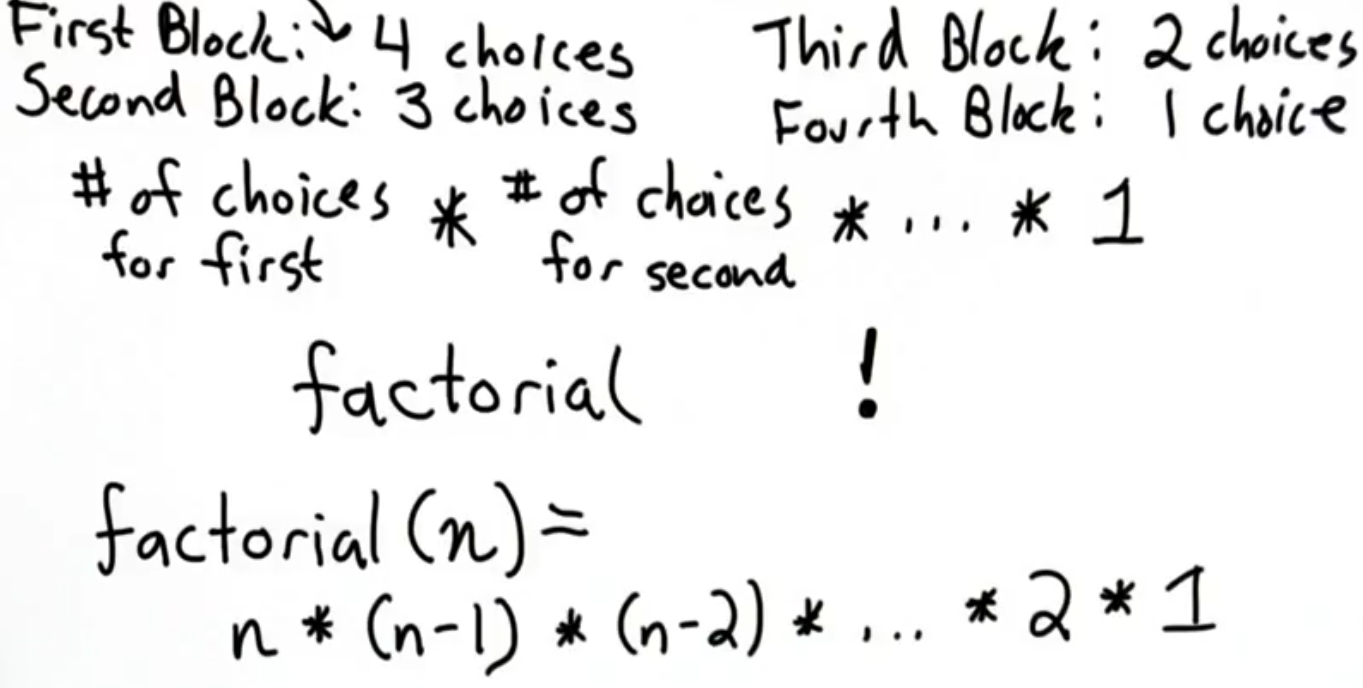 First Block: 4 choices
Second Block: 3 choices
Third Block: 2 choices
Fourth Block: 1 choice
# of choices for first * # of choices for second * ... * 1
factorial !
factorial (n) =
n * (n-1) * (n-2) * ... * 2 * 1